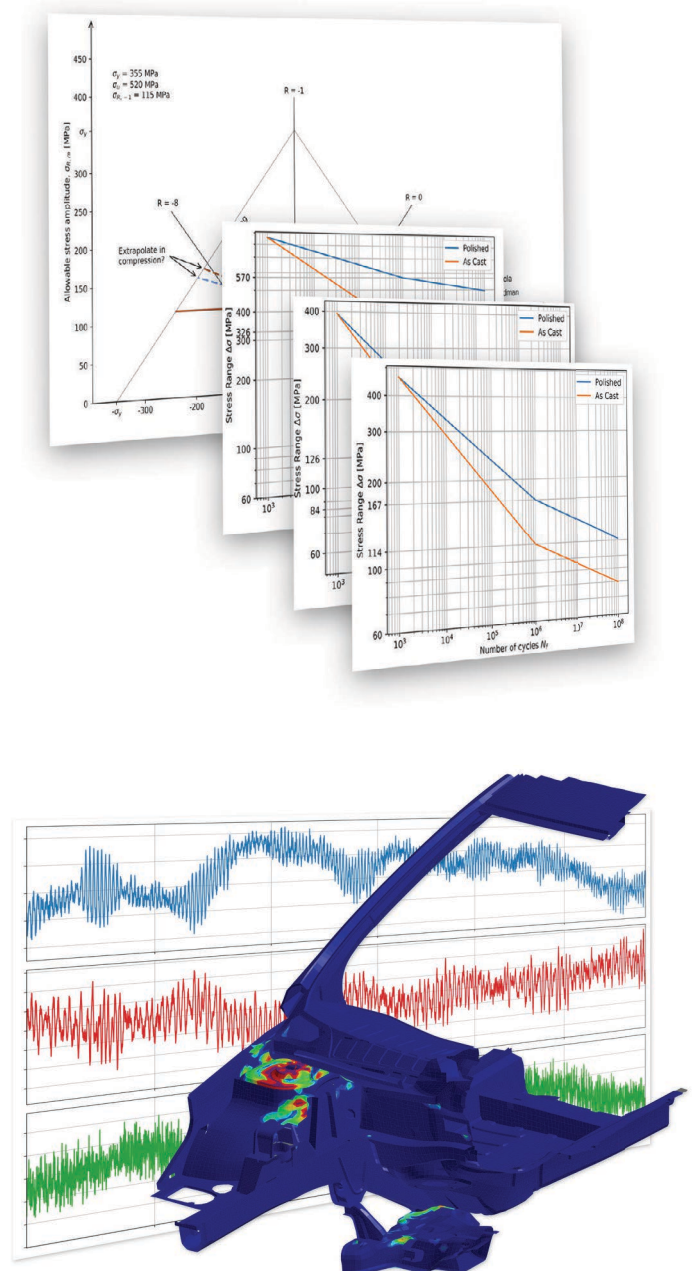 450
σy = 355 MPa
σu = 520 MPa
σR,−1 = 115 MPa
400
R = -1
σy
Allowable stress amplitude, [MPa]
300
250
R = -8
R = 0
200
Extrapolate in
compression?
150
100
50
0
-σy
-300
-200
Polished
As Cast
Stress Range Δσ [MPa]
570
400
326
300
200
100
60
10³
Polished
As Cast
Stress Range Δσ [MPa]
400
300
200
126
100
84
60
10³
Polished
As Cast
Stress Range Δσ [MPa]
400
300
200
167
114
100
60
10³
10⁴
10⁵
10⁶
10⁷
10⁸
Number of cycles Nf